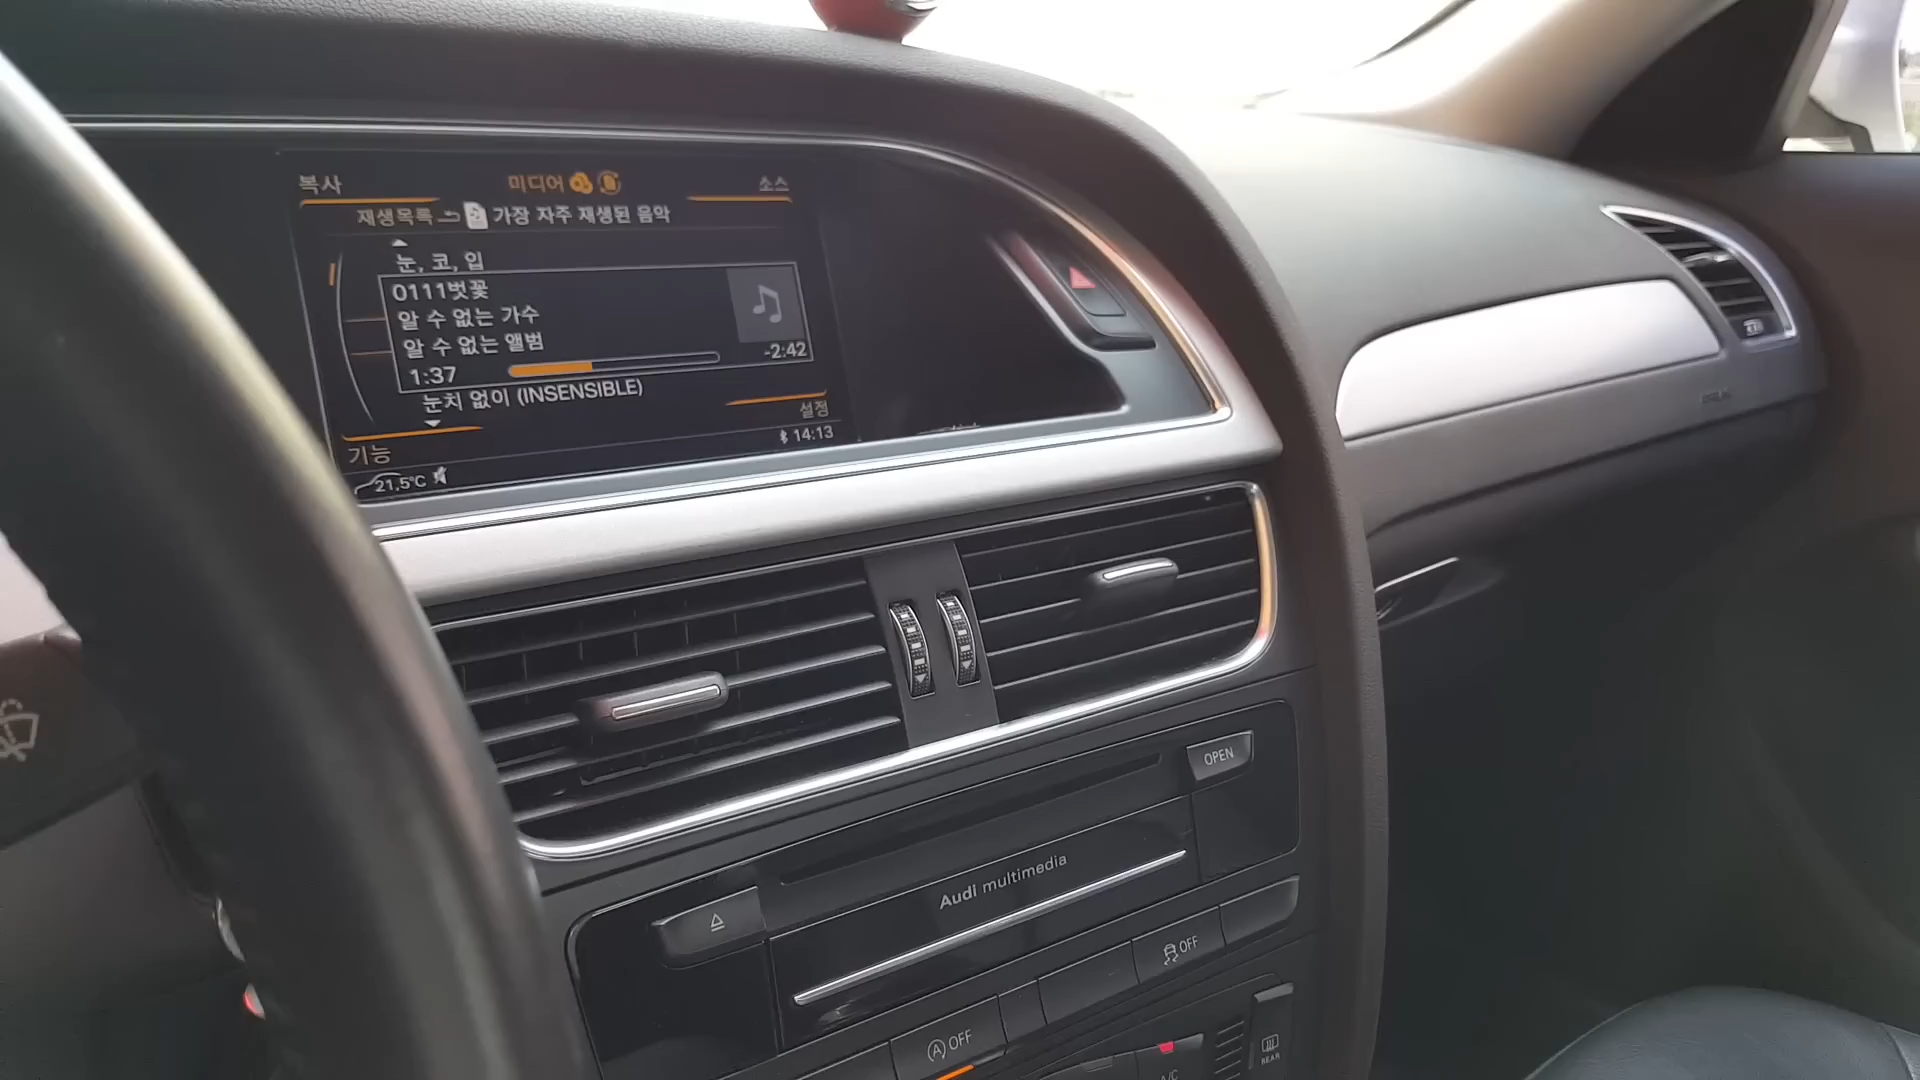 복사 미디어 소스
재생목록 가장 자주 재생된 음악
눈, 코, 입
0111벚꽃
알 수 없는 가수
알 수 없는 앨범
1:37 -2:42
눈치 없이 (INSENSIBLE)
설정
기능 14:13
21,5°C
OPEN
Audi multimedia
OFF
A OFF
REAR
A/C